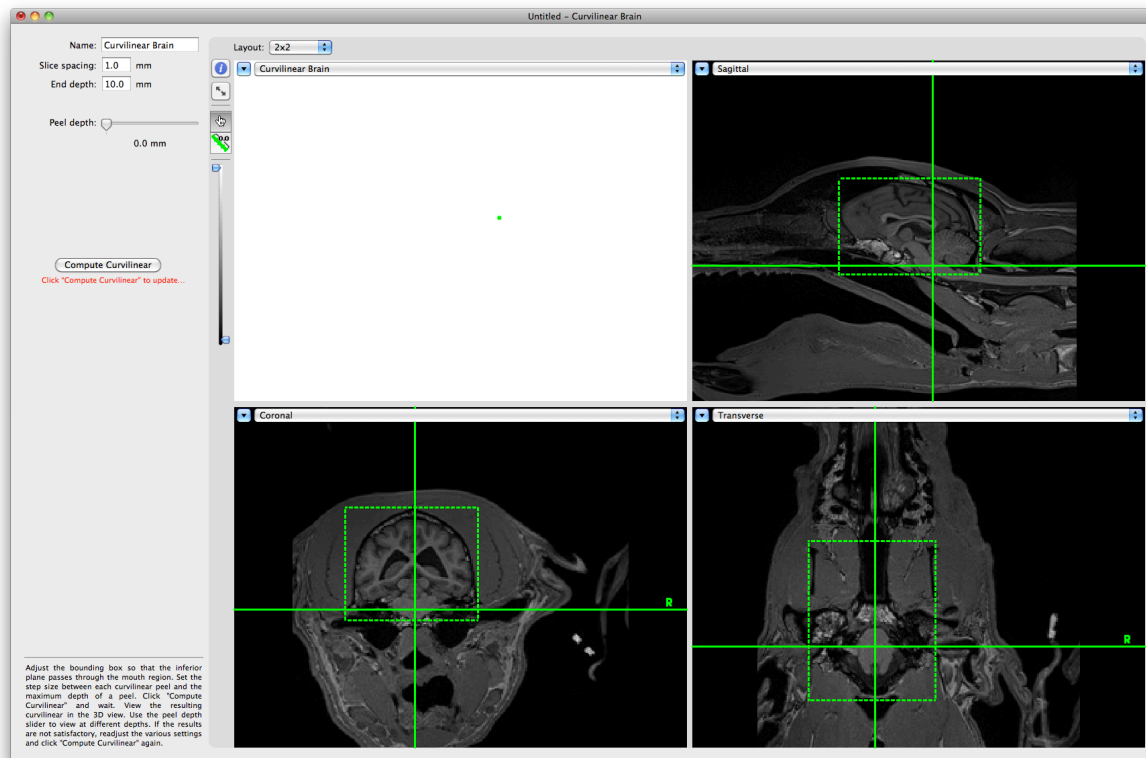 Untitled – Curvilinear Brain
Name: Curvilinear Brain
Slice spacing: 1.0 mm
End depth: 10.0 mm
Peel depth:
0.0 mm
Compute Curvilinear
Click "Compute Curvilinear" to update...
Adjust the bounding box so that the inferior
plane passes through the mouth region. Set the
step size between each curvilinear peel and the
maximum depth of a peel. Click "Compute
Curvilinear" and wait. View the resulting
curvilinear in the 3D view. Use the peel depth
slider to view at different depths. If the results
are not satisfactory, readjust the various settings
and click "Compute Curvilinear" again.
Layout: 2x2
Curvilinear Brain
Sagittal
Coronal
R
Transverse
R